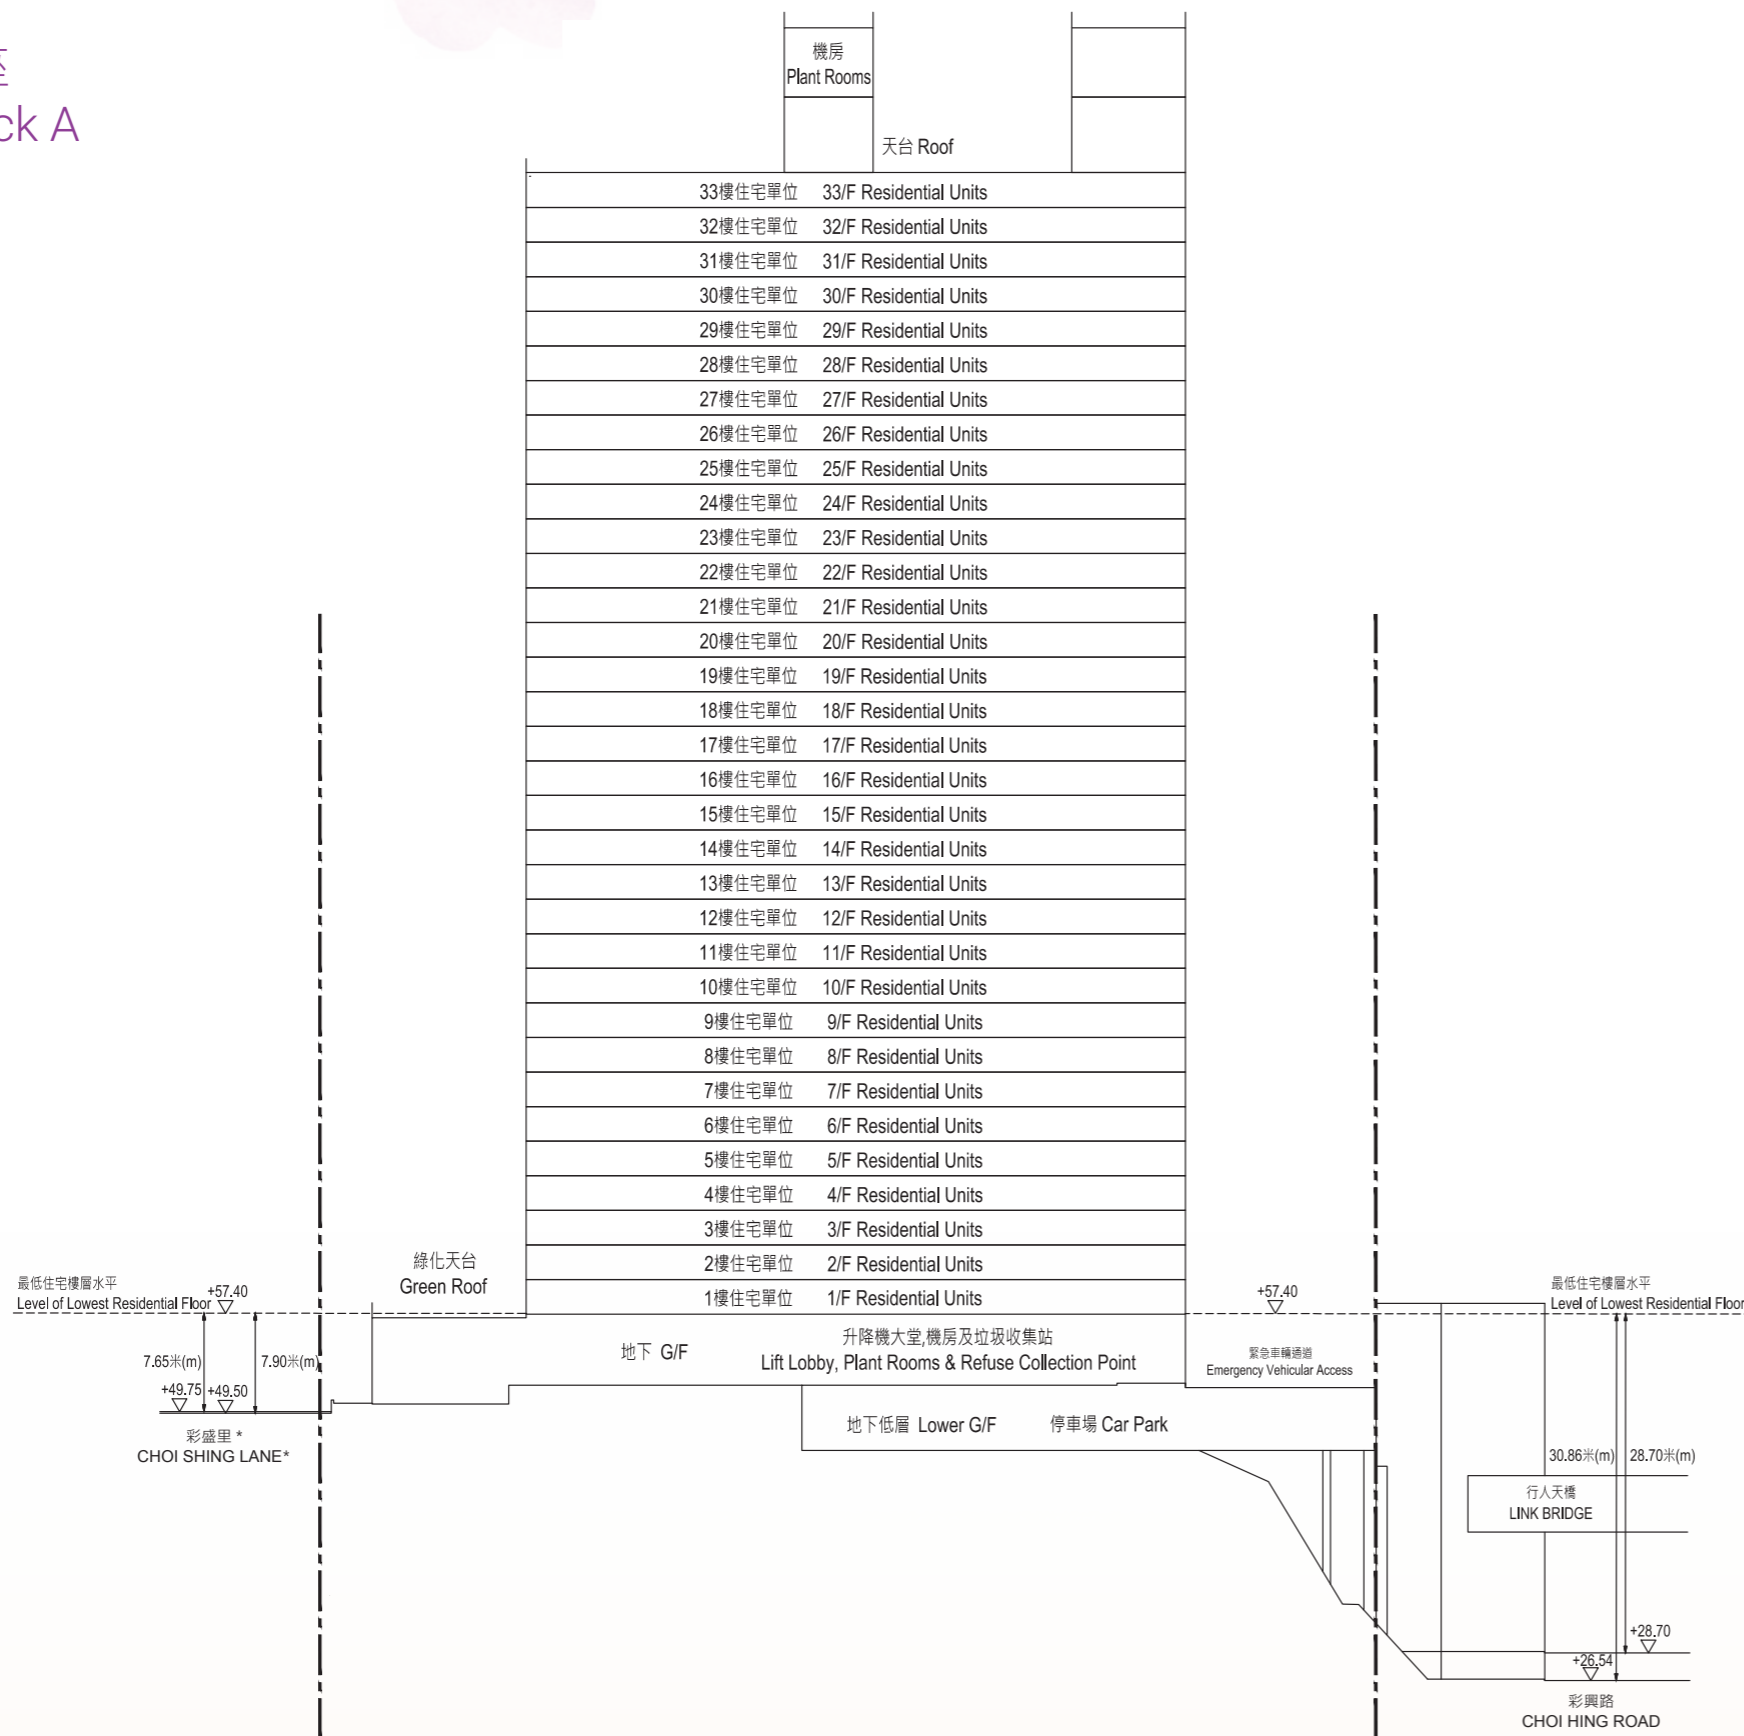 座
ck A
機房
Plant Rooms
天台 Roof
33樓住宅單位 33/F Residential Units
32樓住宅單位 32/F Residential Units
31樓住宅單位 31/F Residential Units
30樓住宅單位 30/F Residential Units
29樓住宅單位 29/F Residential Units
28樓住宅單位 28/F Residential Units
27樓住宅單位 27/F Residential Units
26樓住宅單位 26/F Residential Units
25樓住宅單位 25/F Residential Units
24樓住宅單位 24/F Residential Units
23樓住宅單位 23/F Residential Units
22樓住宅單位 22/F Residential Units
21樓住宅單位 21/F Residential Units
20樓住宅單位 20/F Residential Units
19樓住宅單位 19/F Residential Units
18樓住宅單位 18/F Residential Units
17樓住宅單位 17/F Residential Units
16樓住宅單位 16/F Residential Units
15樓住宅單位 15/F Residential Units
14樓住宅單位 14/F Residential Units
13樓住宅單位 13/F Residential Units
12樓住宅單位 12/F Residential Units
11樓住宅單位 11/F Residential Units
10樓住宅單位 10/F Residential Units
9樓住宅單位 9/F Residential Units
8樓住宅單位 8/F Residential Units
7樓住宅單位 7/F Residential Units
6樓住宅單位 6/F Residential Units
5樓住宅單位 5/F Residential Units
4樓住宅單位 4/F Residential Units
3樓住宅單位 3/F Residential Units
2樓住宅單位 2/F Residential Units
1樓住宅單位 1/F Residential Units
綠化天台
Green Roof
最低住宅樓層水平
Level of Lowest Residential Floor
+57.40
+57.40
最低住宅樓層水平
Level of Lowest Residential Floor
7.65米(m)
7.90米(m)
+49.75
+49.50
彩盛里 *
CHOI SHING LANE*
地下 G/F
升降機大堂,機房及垃圾收集站
Lift Lobby, Plant Rooms & Refuse Collection Point
緊急車輛通道
Emergency Vehicular Access
地下低層 Lower G/F
停車場 Car Park
30.86米(m)
28.70米(m)
行人天橋
LINK BRIDGE
+28.70
+26.54
彩興路
CHOI HING ROAD